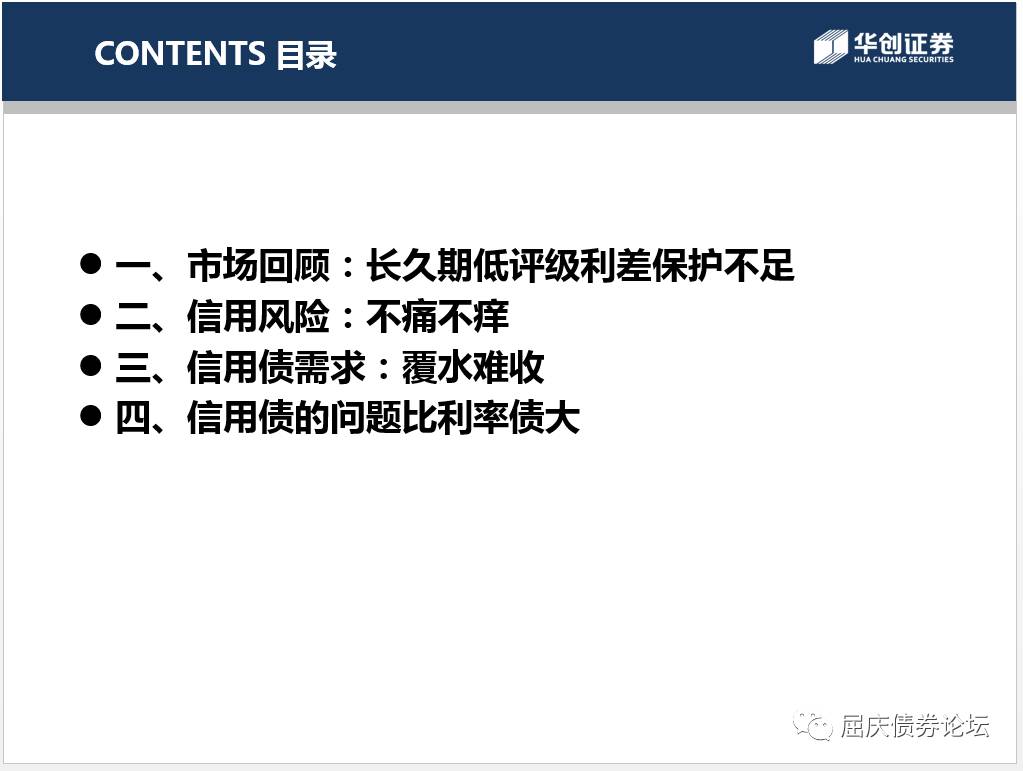 CONTENTS 目录
华创证券
HUA CHUANG SECURITIES
● 一、市场回顾：长久期低评级利差保护不足
● 二、信用风险：不痛不痒
● 三、信用债需求：覆水难收
● 四、信用债的问题比利率债大
屈庆债券论坛